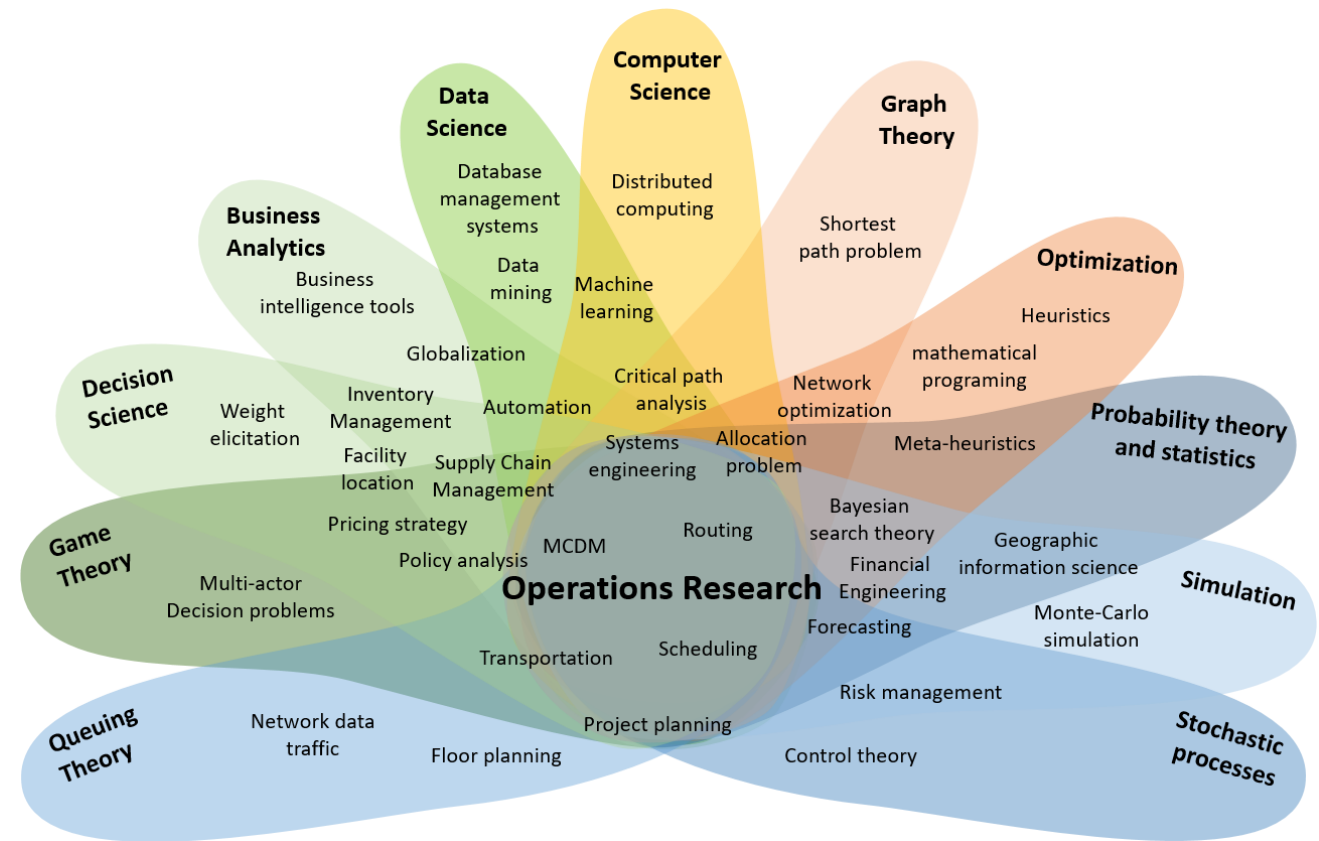 Computer
Science
Data
Science
Graph
Theory
Database
management
systems
Distributed
computing
Business
Analytics
Shortest
path problem
Optimization
Data
mining
Business
intelligence tools
Machine
learning
Heuristics
Globalization
mathematical
programing
Decision
Science
Critical path
analysis
Network
optimization
Inventory
Management
Automation
Weight
elicitation
Probability theory
and statistics
Systems
engineering
Allocation
problem
Meta-heuristics
Facility
location
Supply Chain
Management
Pricing strategy
Bayesian
search theory
Game
Theory
MCDM
Routing
Geographic
information science
Policy analysis
Financial
Engineering
Operations Research
Simulation
Multi-actor
Decision problems
Forecasting
Monte-Carlo
simulation
Transportation
Scheduling
Risk management
Queuing
Theory
Network data
traffic
Project planning
Stochastic
processes
Floor planning
Control theory